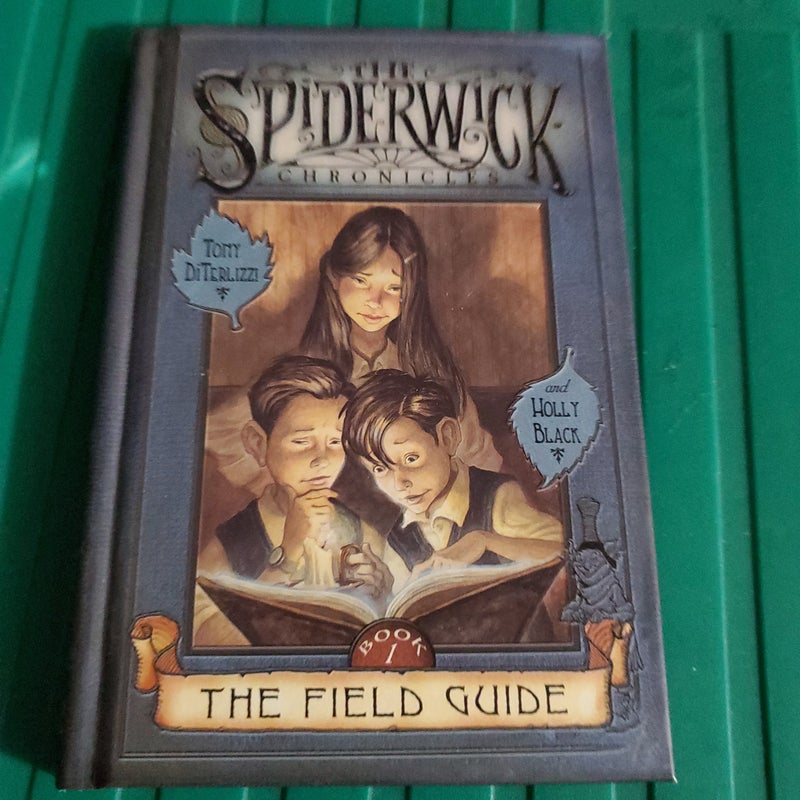 THE
SPIDERWICK
CHRONICLES
TONY
DITERLIZZI
and
HOLLY
BLACK
BOOK
1
THE FIELD GUIDE